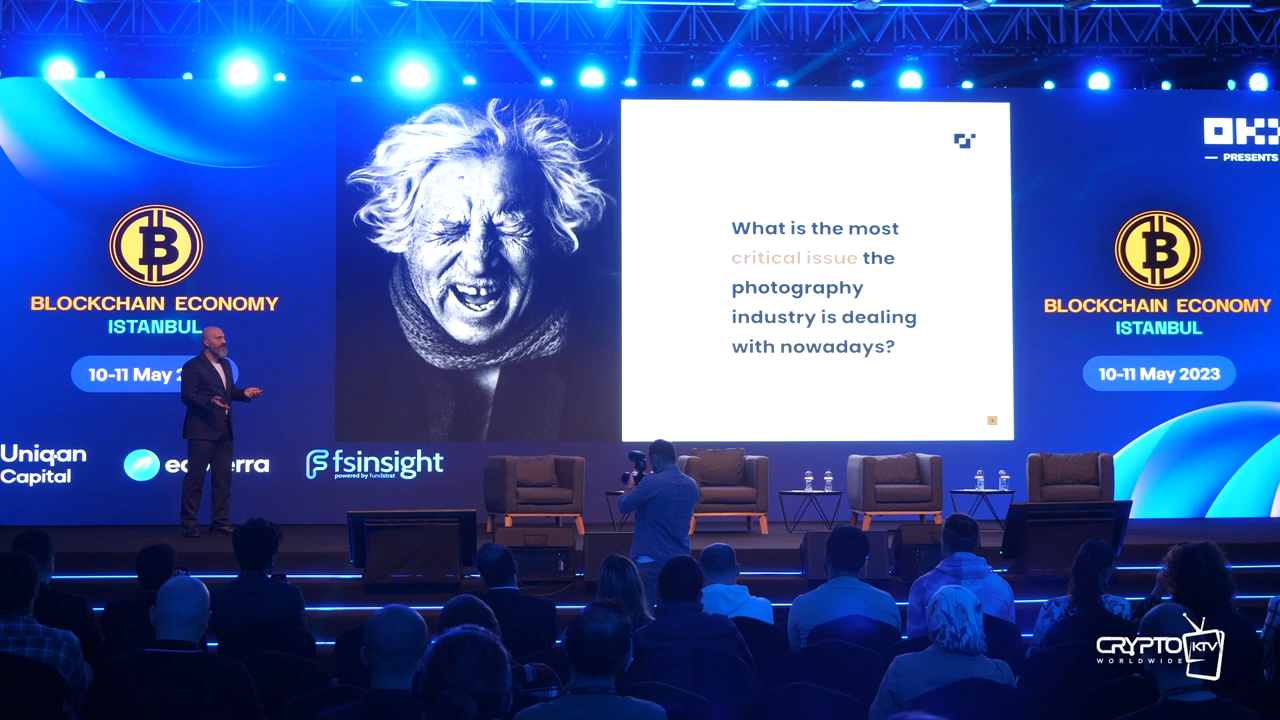 OKX
PRESENTS
What is the most
critical issue the
photography
industry is dealing
with nowadays?
B
BLOCKCHAIN ECONOMY
ISTANBUL
10-11 May 2
B
BLOCKCHAIN ECONOMY
ISTANBUL
10-11 May 2023
Uniqan
Capital
fsinsight
powered by fundstrat
CRYPTO KTV
WORLDWIDE